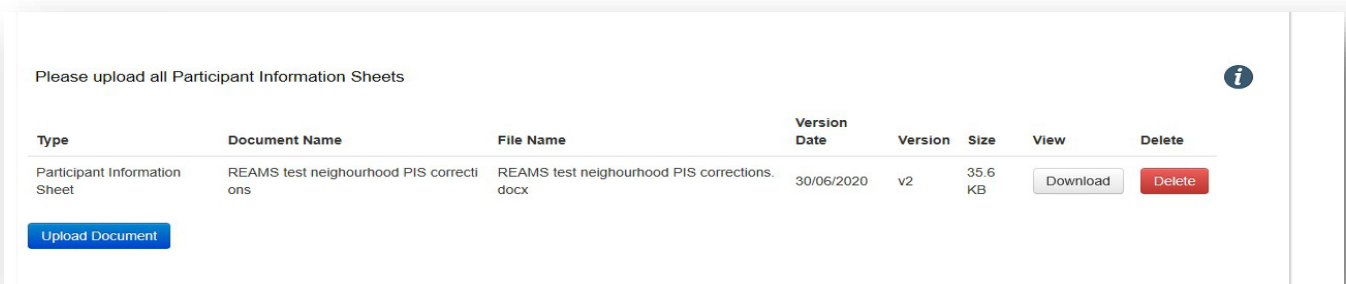 Please upload all Participant Information Sheets
i
Version
Type Document Name File Name Date Version Size View Delete
Participant Information REAMS test neighourhood PIS correcti REAMS test neighourhood PIS corrections. 30/06/2020 v2 35.6 Download Delete
Sheet ons docx KB
Upload Document